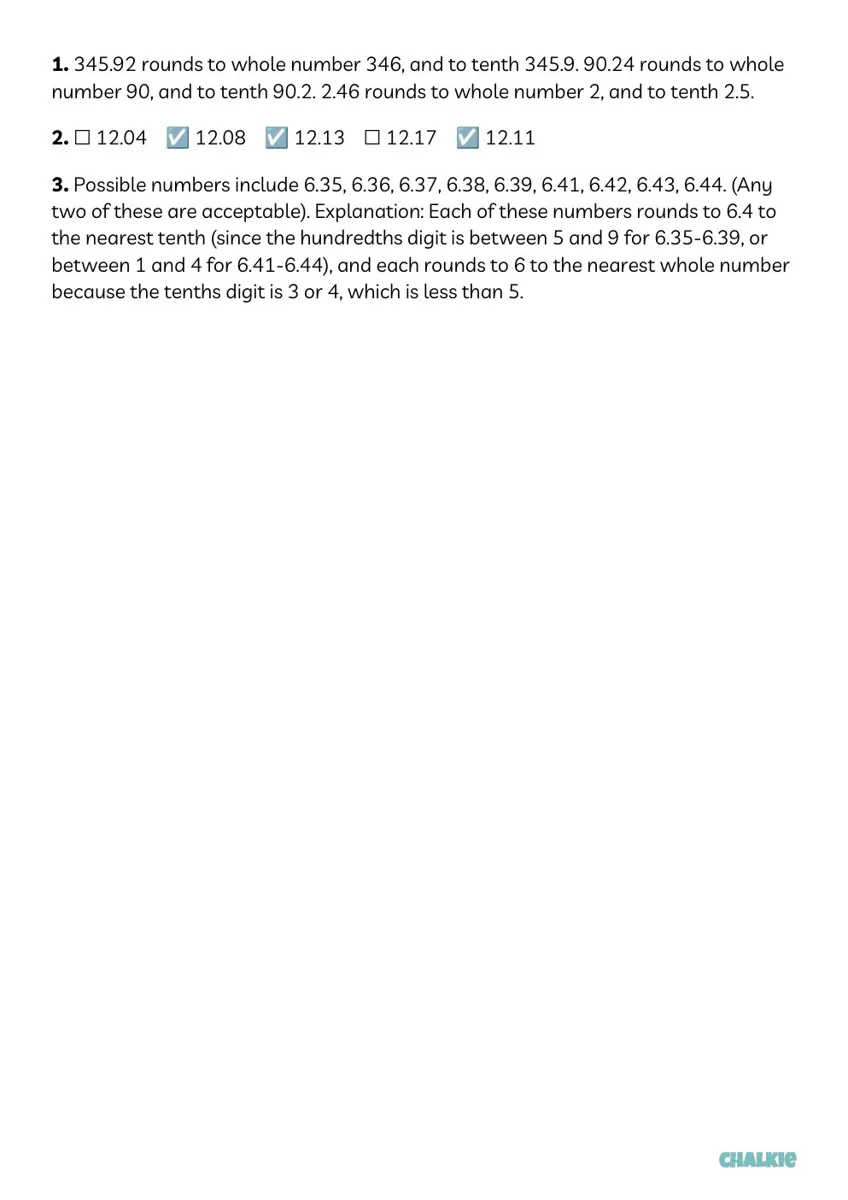 1. 345.92 rounds to whole number 346, and to tenth 345.9. 90.24 rounds to whole
number 90, and to tenth 90.2. 2.46 rounds to whole number 2, and to tenth 2.5.
2. ☐ 12.04 ☑ 12.08 ☑ 12.13 ☐ 12.17 ☑ 12.11
3. Possible numbers include 6.35, 6.36, 6.37, 6.38, 6.39, 6.41, 6.42, 6.43, 6.44. (Any
two of these are acceptable). Explanation: Each of these numbers rounds to 6.4 to
the nearest tenth (since the hundredths digit is between 5 and 9 for 6.35-6.39, or
between 1 and 4 for 6.41-6.44), and each rounds to 6 to the nearest whole number
because the tenths digit is 3 or 4, which is less than 5.
CHALKIE